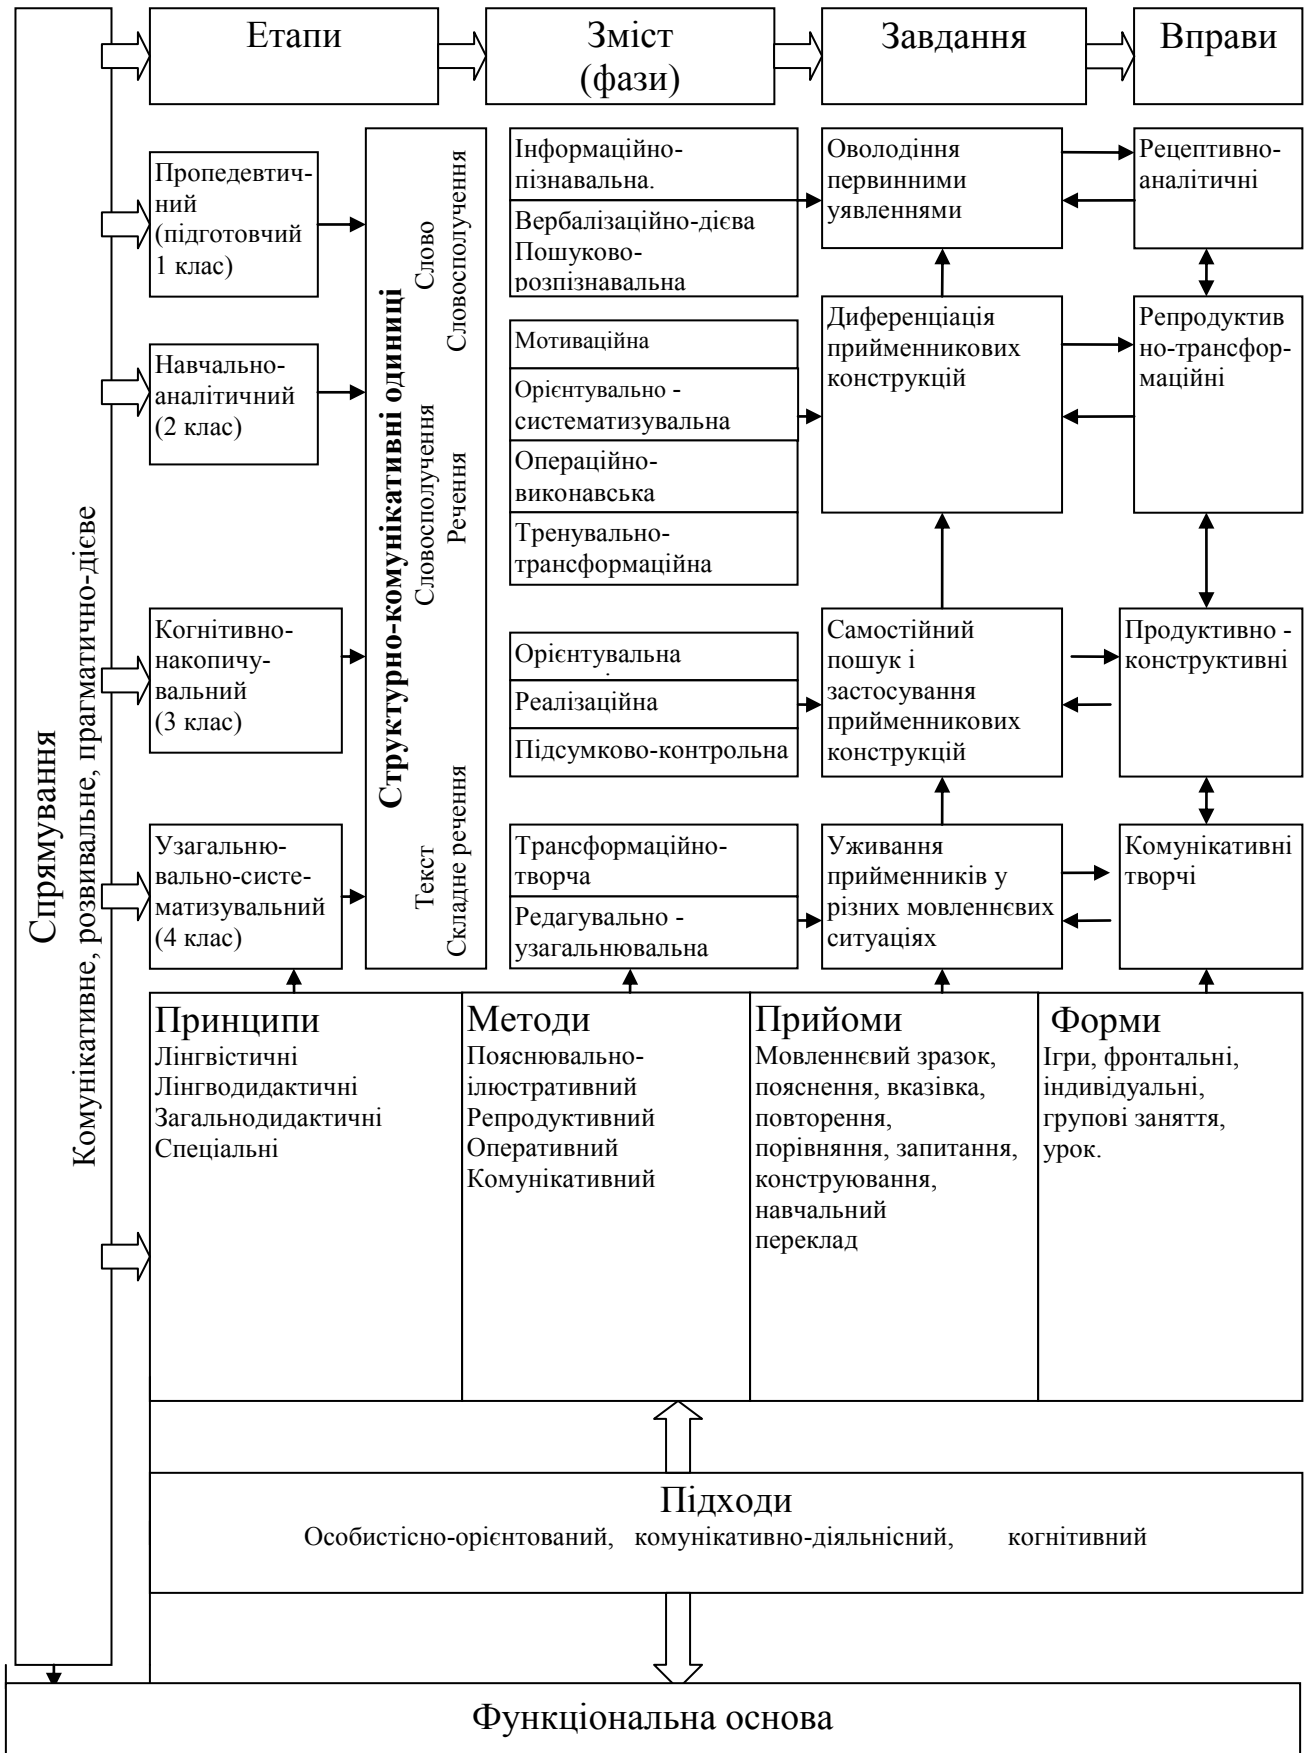 Етапи
Зміст
(фази)
Завдання
Вправи
Спрямування
Комунікативне, розвивальне, прагматично-дієве
Пропедевтич-
ний
(підготовчий
1 клас)
Навчально-
аналітичний
(2 клас)
Когнітивно-
накопичу-
вальний
(3 клас)
Узагальню-
вально-систе-
матизувальний
(4 клас)
Структурно-комунікативні одиниці
Слово
Словосполучення
Словосполучення
Речення
Текст
Складне речення
Інформаційно-
пізнавальна.
Вербалізаційно-дієва
Пошуково-
розпізнавальна
Мотиваційна
Орієнтувально -
систематизувальна
Операційно-
виконавська
Тренувально-
трансформаційна
Орієнтувальна
Реалізаційна
Підсумково-контрольна
Трансформаційно-
творча
Редагувально -
узагальнювальна
Оволодіння
первинними
уявленнями
Диференціація
прийменникових
конструкцій
Самостійний
пошук і
застосування
прийменникових
конструкцій
Уживання
прийменників у
різних мовленнєвих
ситуаціях
Рецептивно-
аналітичні
Репродуктив
но-трансфор-
маційні
Продуктивно -
конструктивні
Комунікативні
творчі
Принципи
Лінгвістичні
Лінгводидактичні
Загальнодидактичні
Спеціальні
Методи
Пояснювально-
ілюстративний
Репродуктивний
Оперативний
Комунікативний
Прийоми
Мовленнєвий зразок,
пояснення, вказівка,
повторення,
порівняння, запитання,
конструювання,
навчальний
переклад
Форми
Ігри, фронтальні,
індивідуальні,
групові заняття,
урок.
Підходи
Особистісно-орієнтований, комунікативно-діяльнісний, когнітивний
Функціональна основа